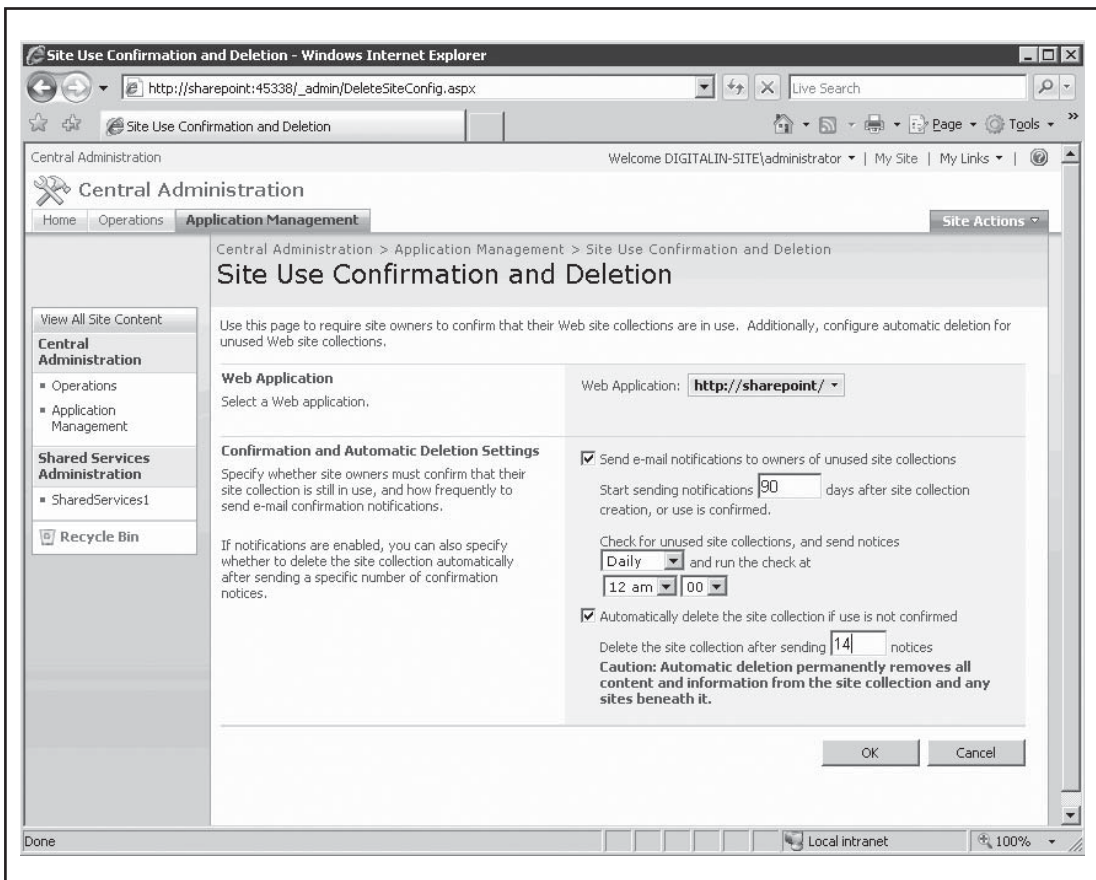 Site Use Confirmation and Deletion - Windows Internet Explorer
http://sharepoint:45338/_admin/DeleteSiteConfig.aspx
Live Search
Site Use Confirmation and Deletion
Page
Tools
»
Central Administration
Welcome DIGITALIN-SITE\administrator | My Site | My Links |
Central Administration
Home Operations Application Management
Site Actions
Central Administration > Application Management > Site Use Confirmation and Deletion
Site Use Confirmation and Deletion
View All Site Content
Central
Administration
Operations
Application
Management
Shared Services
Administration
SharedServices1
Recycle Bin
Use this page to require site owners to confirm that their Web site collections are in use. Additionally, configure automatic deletion for
unused Web site collections.
Web Application
Select a Web application.
Web Application: http://sharepoint/
Confirmation and Automatic Deletion Settings
Specify whether site owners must confirm that their
site collection is still in use, and how frequently to
send e-mail confirmation notifications.
If notifications are enabled, you can also specify
whether to delete the site collection automatically
after sending a specific number of confirmation
notices.
Send e-mail notifications to owners of unused site collections
Start sending notifications 90 days after site collection
creation, or use is confirmed.
Check for unused site collections, and send notices
Daily and run the check at
12 am 00
Automatically delete the site collection if use is not confirmed
Delete the site collection after sending 14 notices
Caution: Automatic deletion permanently removes all
content and information from the site collection and any
sites beneath it.
OK Cancel
Done
Local intranet
100%